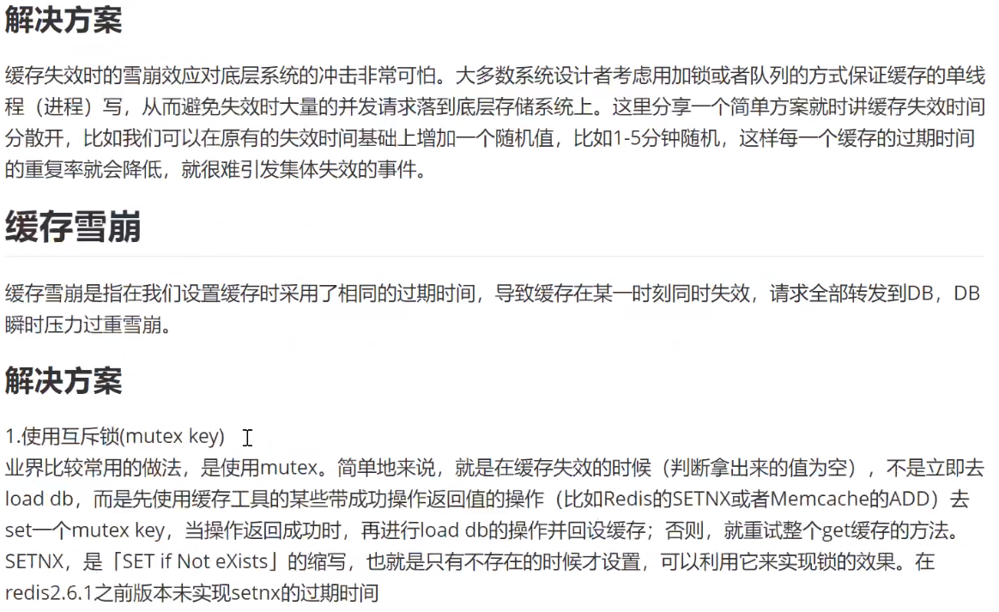 解决方案
缓存失效时的雪崩效应对底层系统的冲击非常可怕。大多数系统设计者考虑用加锁或者队列的方式保证缓存的单线
程（进程）写，从而避免失效时大量的并发请求落到底层存储系统上。这里分享一个简单方案就时讲缓存失效时间
分散开，比如我们可以在原有的失效时间基础上增加一个随机值，比如1-5分钟随机，这样每一个缓存的过期时间
的重复率就会降低，就很难引发集体失效的事件。
缓存雪崩
缓存雪崩是指在我们设置缓存时采用了相同的过期时间，导致缓存在某一时刻同时失效，请求全部转发到DB，DB
瞬时压力过重雪崩。
解决方案
1.使用互斥锁(mutex key)
业界比较常用的做法，是使用mutex。简单地来说，就是在缓存失效的时候（判断拿出来的值为空），不是立即去
load db，而是先使用缓存工具的某些带成功操作返回值的操作（比如Redis的SETNX或者Memcache的ADD）去
set一个mutex key，当操作返回成功时，再进行load db的操作并回设缓存；否则，就重试整个get缓存的方法。
SETNX，是「SET if Not eXists」的缩写，也就是只有不存在的时候才设置，可以利用它来实现锁的效果。在
redis2.6.1之前版本未实现setnx的过期时间